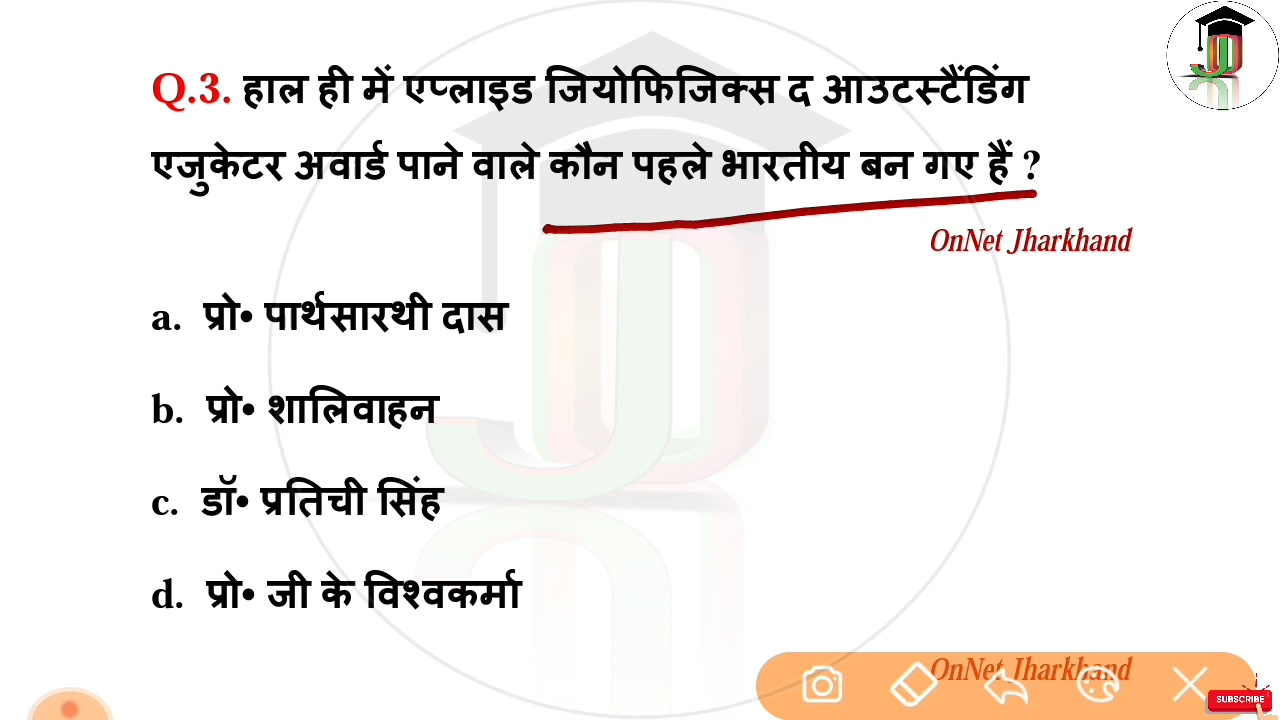 Q.3. हाल ही में एप्लाइड जियोफिजिक्स द आउटस्टैंडिंग
एजुकेटर अवार्ड पाने वाले कौन पहले भारतीय बन गए हैं ?
OnNet Jharkhand
a. प्रो• पार्थसारथी दास
b. प्रो• शालिवाहन
c. डॉ• प्रतिची सिंह
d. प्रो• जी के विश्वकर्मा
OnNet Jharkhand
SUBSCRIBE